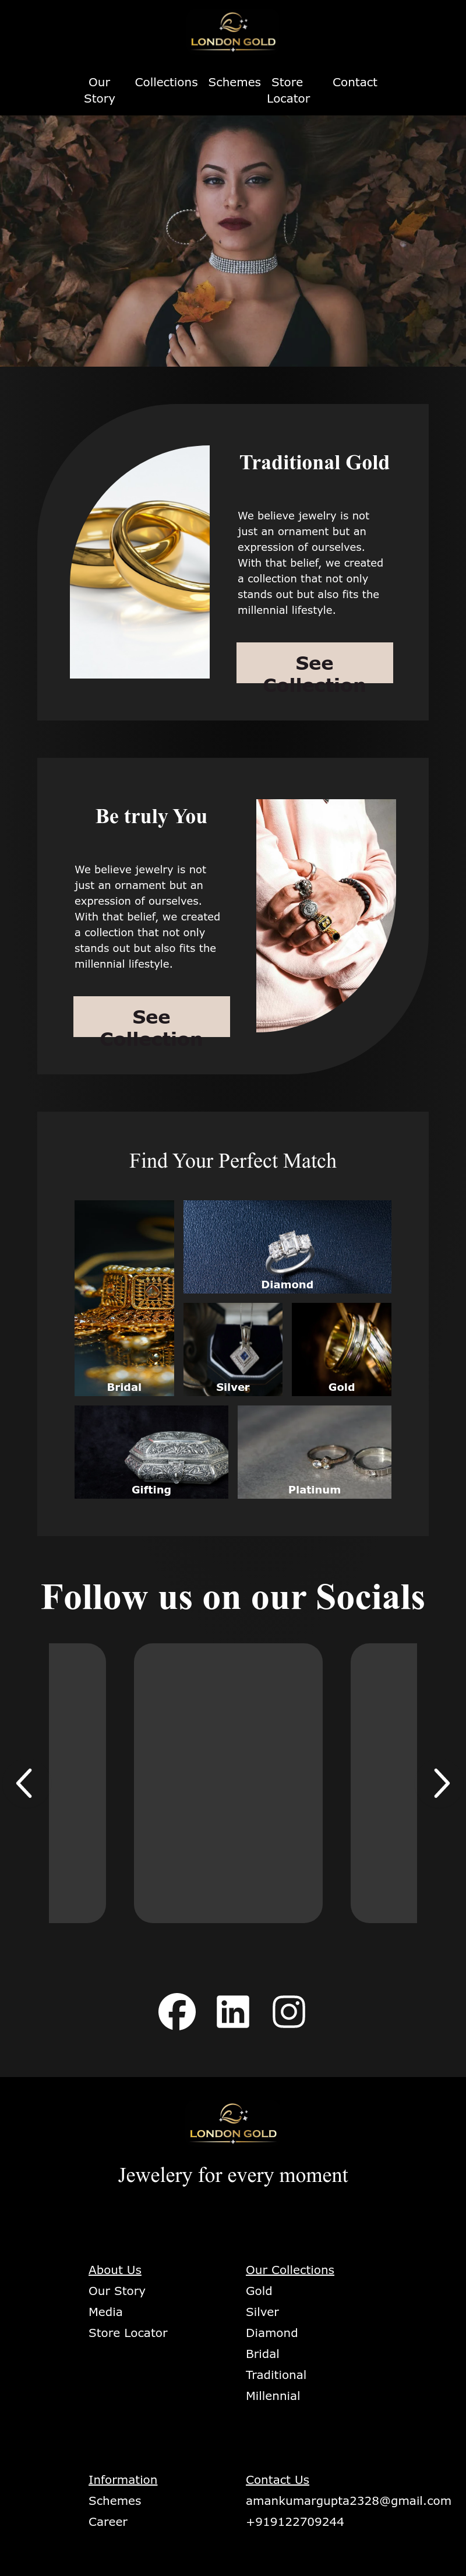 LONDON GOLD
Our Story
Collections
Schemes
Store Locator
Contact
Traditional Gold
We believe jewelry is not
just an ornament but an
expression of ourselves.
With that belief, we created
a collection that not only
stands out but also fits the
millennial lifestyle.
See
Collection
Be truly You
We believe jewelry is not
just an ornament but an
expression of ourselves.
With that belief, we created
a collection that not only
stands out but also fits the
millennial lifestyle.
See
Collection
Find Your Perfect Match
Diamond
Bridal
Silver
Gold
Gifting
Platinum
Follow us on our Socials
LONDON GOLD
Jewelery for every moment
About Us
Our Story
Media
Store Locator
Our Collections
Gold
Silver
Diamond
Bridal
Traditional
Millennial
Information
Schemes
Career
Contact Us
amankumargupta2328@gmail.com
+919122709244